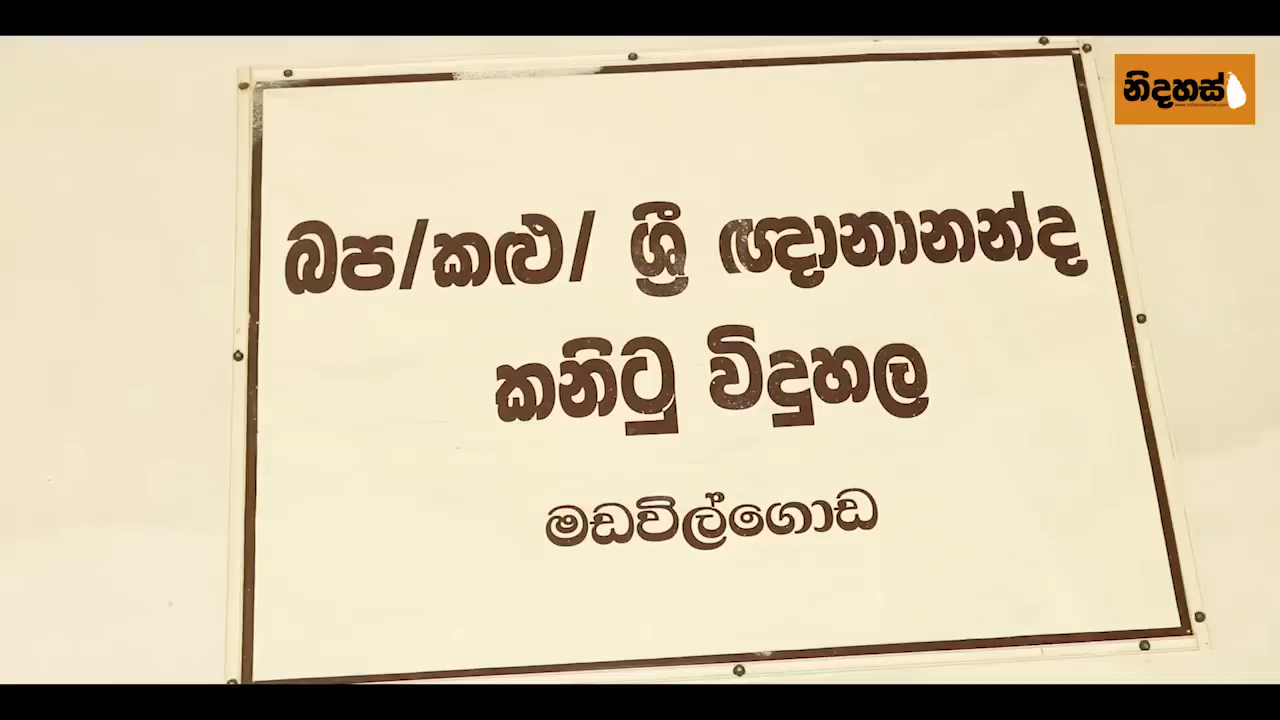 නිදහස්
බප/කළු/ ශ්‍රී ඥානානන්ද
කනිටු විදුහල
මඩවිල්ගොඩ